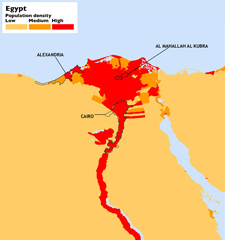 Egypt
Population density
Low Medium High
ALEXANDRIA
AL MAHALLAH AL KUBRA
CAIRO